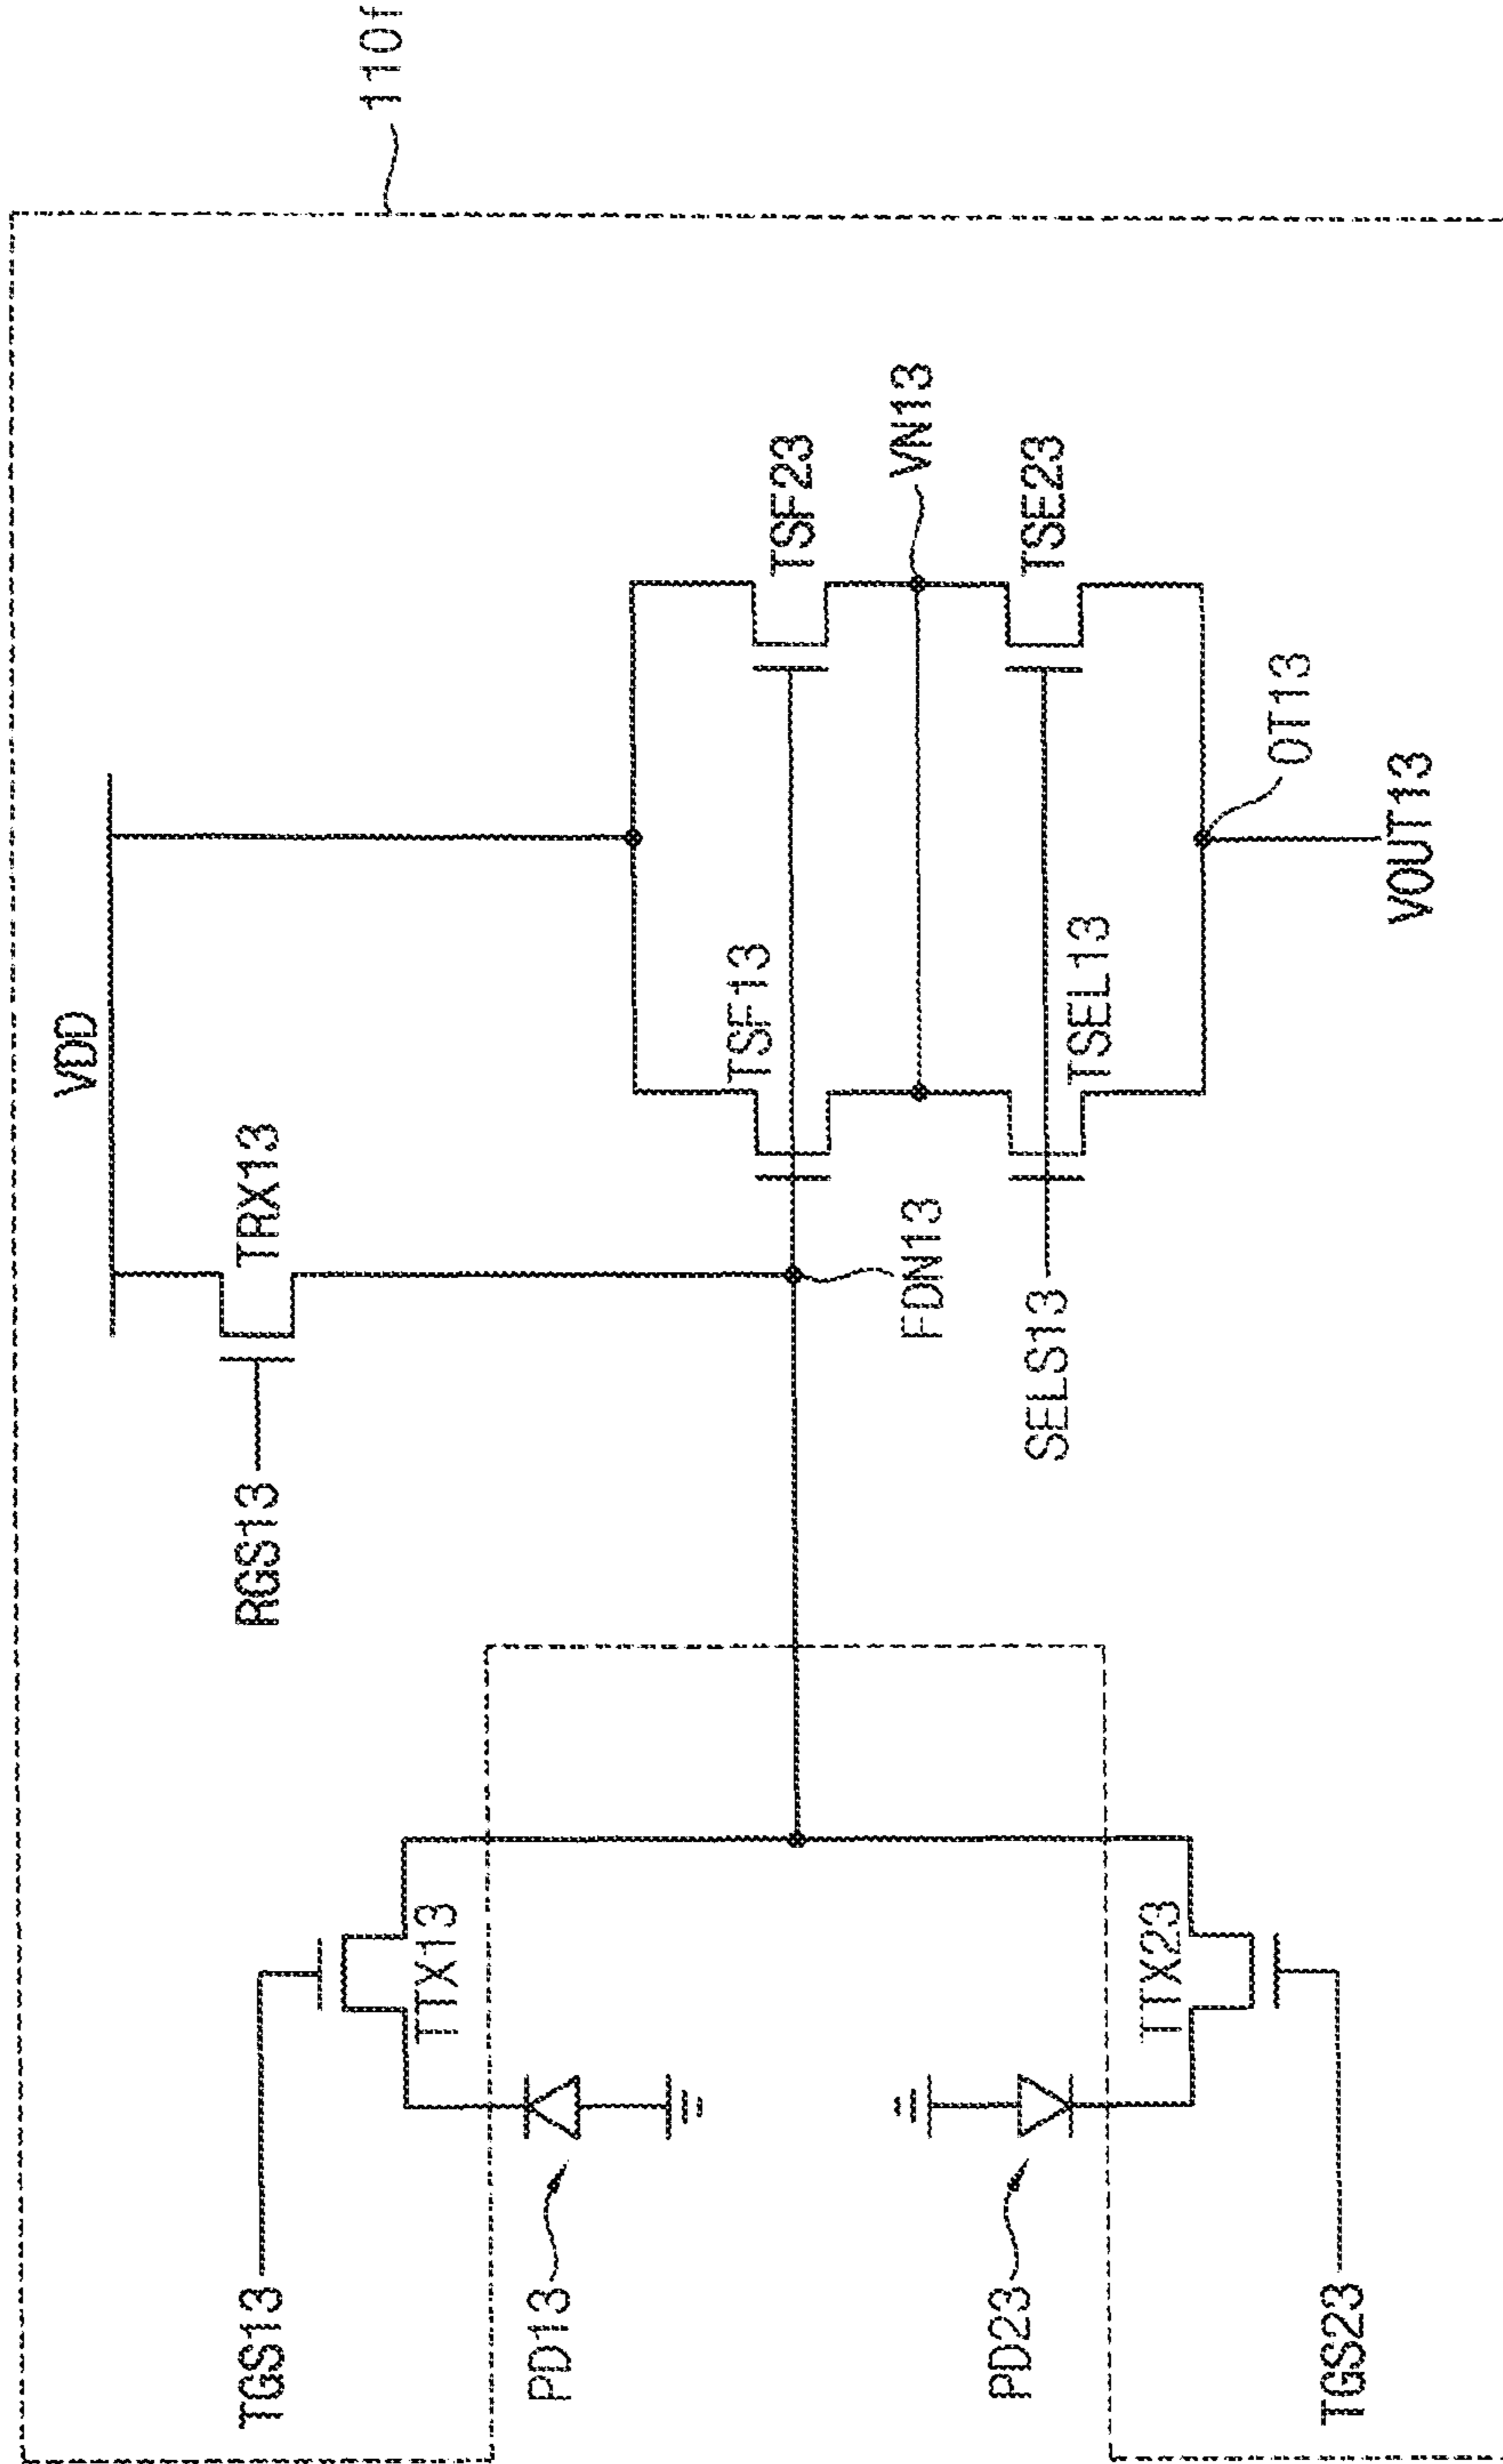 110f
VDD
TGS13
RGS13
TRX13
TTX13
PD13
TSF13
TSF23
FDN13
VN13
PD23
SELS13
TSEL13
TSE23
TTX23
OT13
TGS23
VOUT13